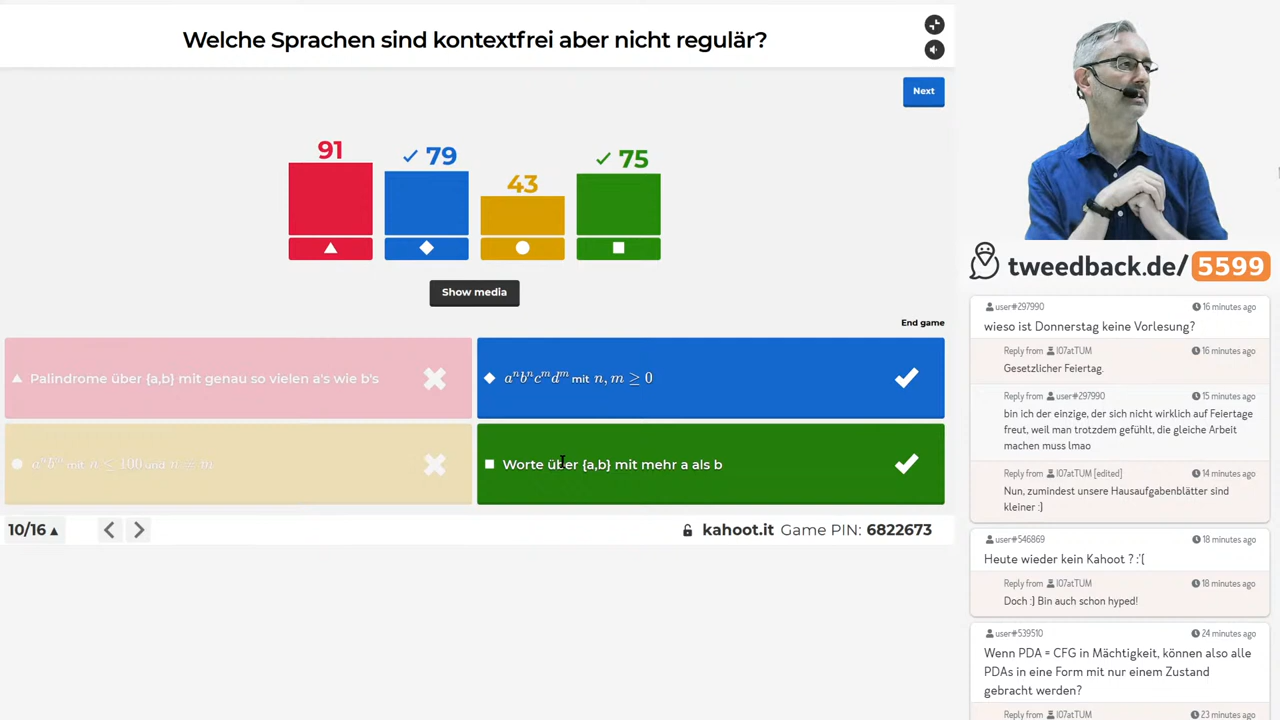 Welche Sprachen sind kontextfrei aber nicht regulär?
Next
91
79
43
75
Show media
End game
Palindrome über {a,b} mit genau so vielen a's wie b's
aⁿbⁿcᵐdᵐ mit n, m ≥ 0
aⁿbᵐ mit n ≤ 100 und n = m
Worte über {a,b} mit mehr a als b
10/16
kahoot.it Game PIN: 6822673
tweedback.de/ 5599
user#297990 16 minutes ago
wieso ist Donnerstag keine Vorlesung?
Reply from I07atTUM 16 minutes ago
Gesetzlicher Feiertag.
Reply from user#297990 15 minutes ago
bin ich der einzige, der sich nicht wirklich auf Feiertage
freut, weil man trotzdem gefühlt, die gleiche Arbeit
machen muss lmao
Reply from I07atTUM [edited] 14 minutes ago
Nun, zumindest unsere Hausaufgabenblätter sind
kleiner :)
user#546869 18 minutes ago
Heute wieder kein Kahoot ? :'[
Reply from I07atTUM 18 minutes ago
Doch :) Bin auch schon hyped!
user#539510 24 minutes ago
Wenn PDA = CFG in Mächtigkeit, können also alle
PDAs in eine Form mit nur einem Zustand
gebracht werden?
Reply from I07atTUM 23 minutes ago